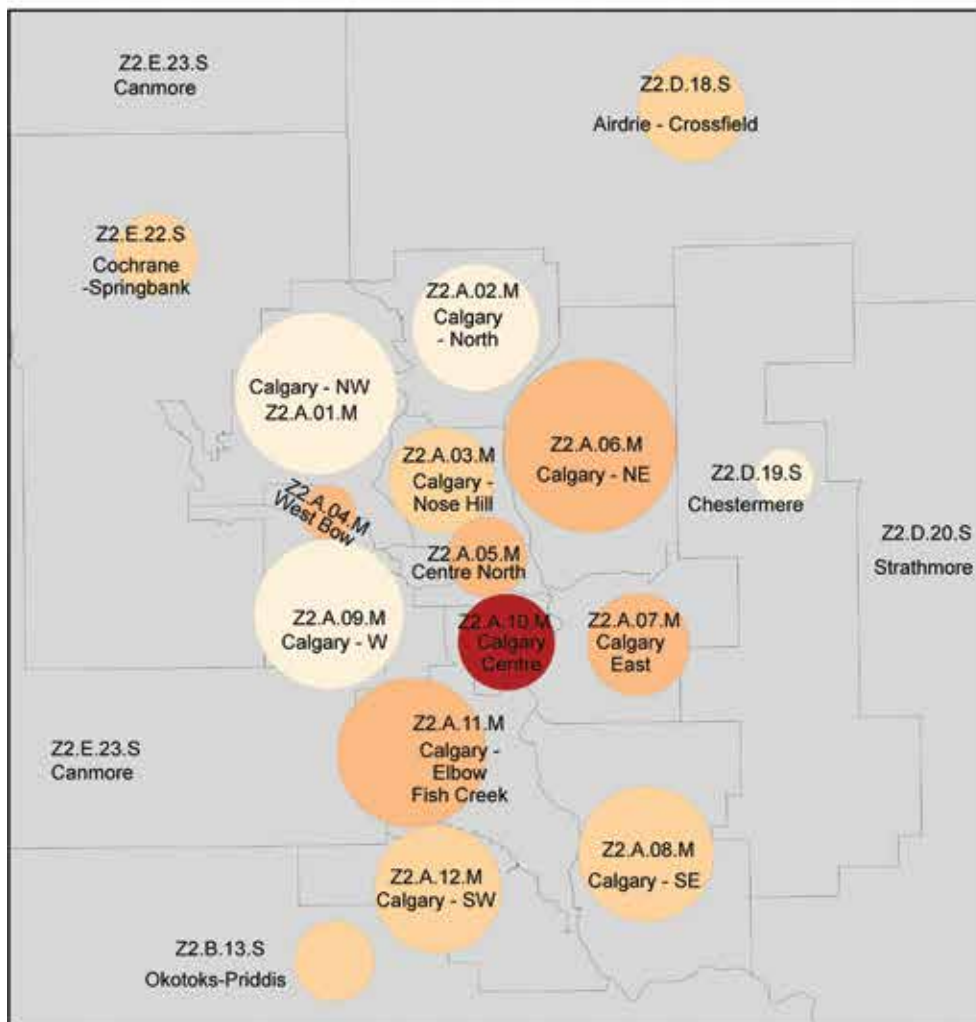 Z2.E.23.S
Canmore
Z2.D.18.S
Airdrie - Crossfield
Z2.E.22.S
Cochrane
-Springbank
Z2.A.02.M
Calgary
- North
Calgary - NW
Z2.A.01.M
Z2.A.03.M
Calgary -
Nose Hill
Z2.A.06.M
Calgary - NE
Z2.D.19.S
Chestermere
Z2.A.04.M
West Bow
Z2.A.05.M
Centre North
Z2.D.20.S
Strathmore
Z2.A.09.M
Calgary - W
Z2.A.10.M
Calgary
Centre
Z2.A.07.M
Calgary
East
Z2.E.23.S
Canmore
Z2.A.11.M
Calgary -
Elbow
Fish Creek
Z2.A.12.M
Calgary - SW
Z2.A.08.M
Calgary - SE
Z2.B.13.S
Okotoks-Priddis